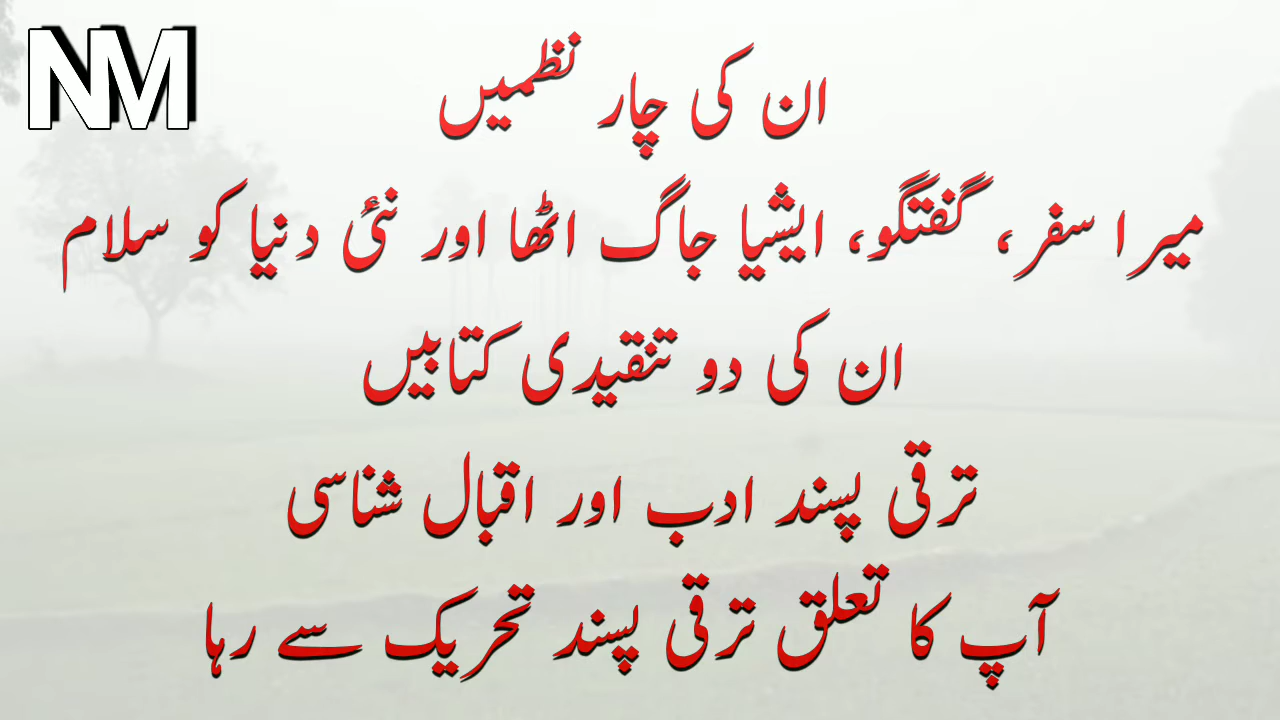 NM
ان کی چار نظمیں
میرا سفر، گفتگو، ایشیا جاگ اٹھا اور نئی دنیا کو سلام
ان کی دو تنقیدی کتابیں
ترقی پسند ادب اور اقبال شناسی
آپ کا تعلق ترقی پسند تحریک سے رہا